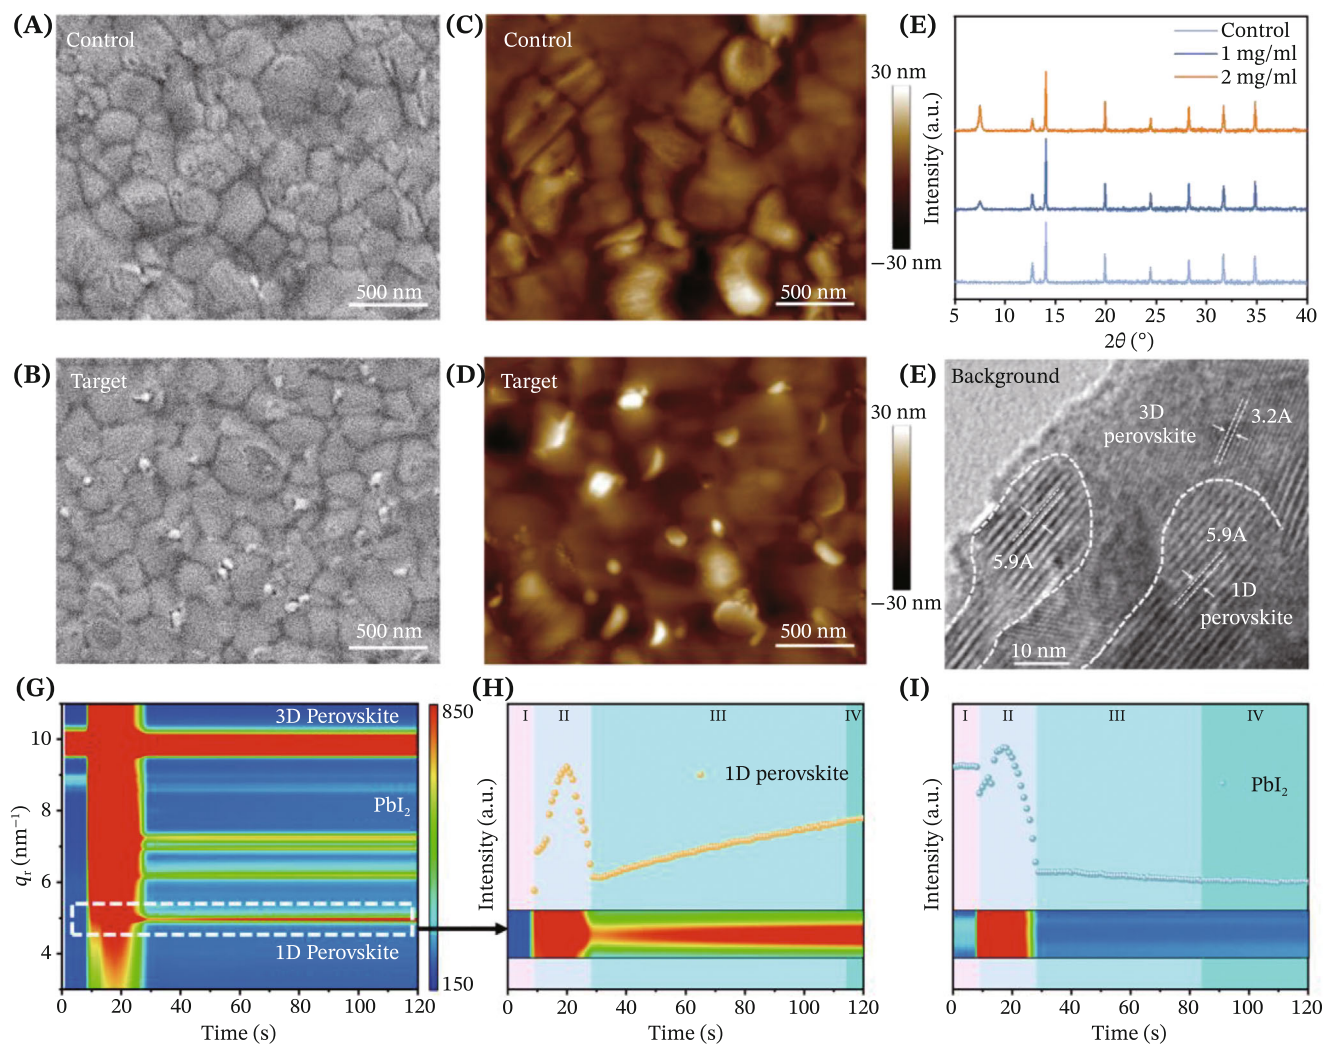 (A)
Control
500 nm
(C)
Control
500 nm
30 nm
−30 nm
(E)
Control
1 mg/ml
2 mg/ml
Intensity (a.u.)
5 10 15 20 25 30 35 40
2θ (°)
(B)
Target
500 nm
(D)
Target
500 nm
30 nm
−30 nm
(E)
Background
3D
perovskite
3.2A
5.9A
5.9A
1D
perovskite
10 nm
(G)
3D Perovskite
PbI₂
1D Perovskite
10
8
6
4
qr (nm⁻¹)
0 20 40 60 80 100 120
Time (s)
850
150
(H)
I II III IV
1D perovskite
Intensity (a.u.)
0 20 40 60 80 100 120
Time (s)
(I)
I II III IV
PbI₂
Intensity (a.u.)
0 20 40 60 80 100 120
Time (s)